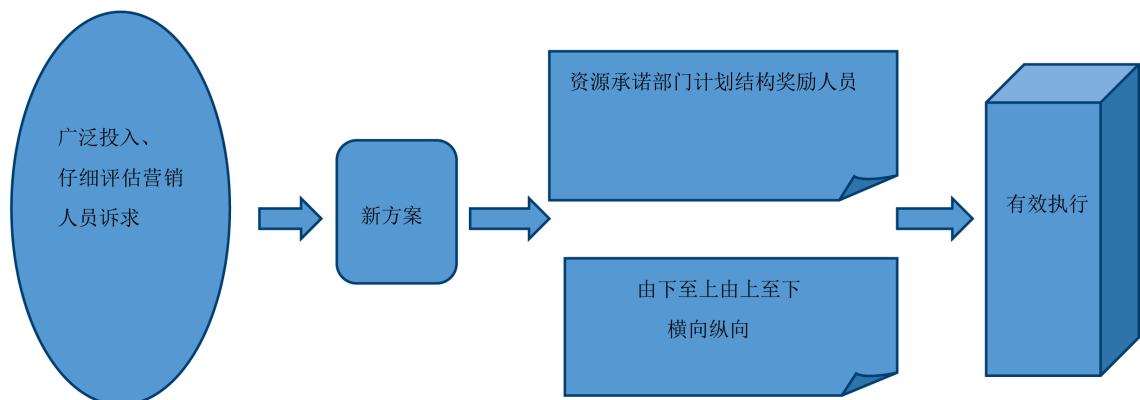 广泛投入、
仔细评估营销
人员诉求
新方案
资源承诺部门计划结构奖励人员
由下至上由上至下
横向纵向
有效执行